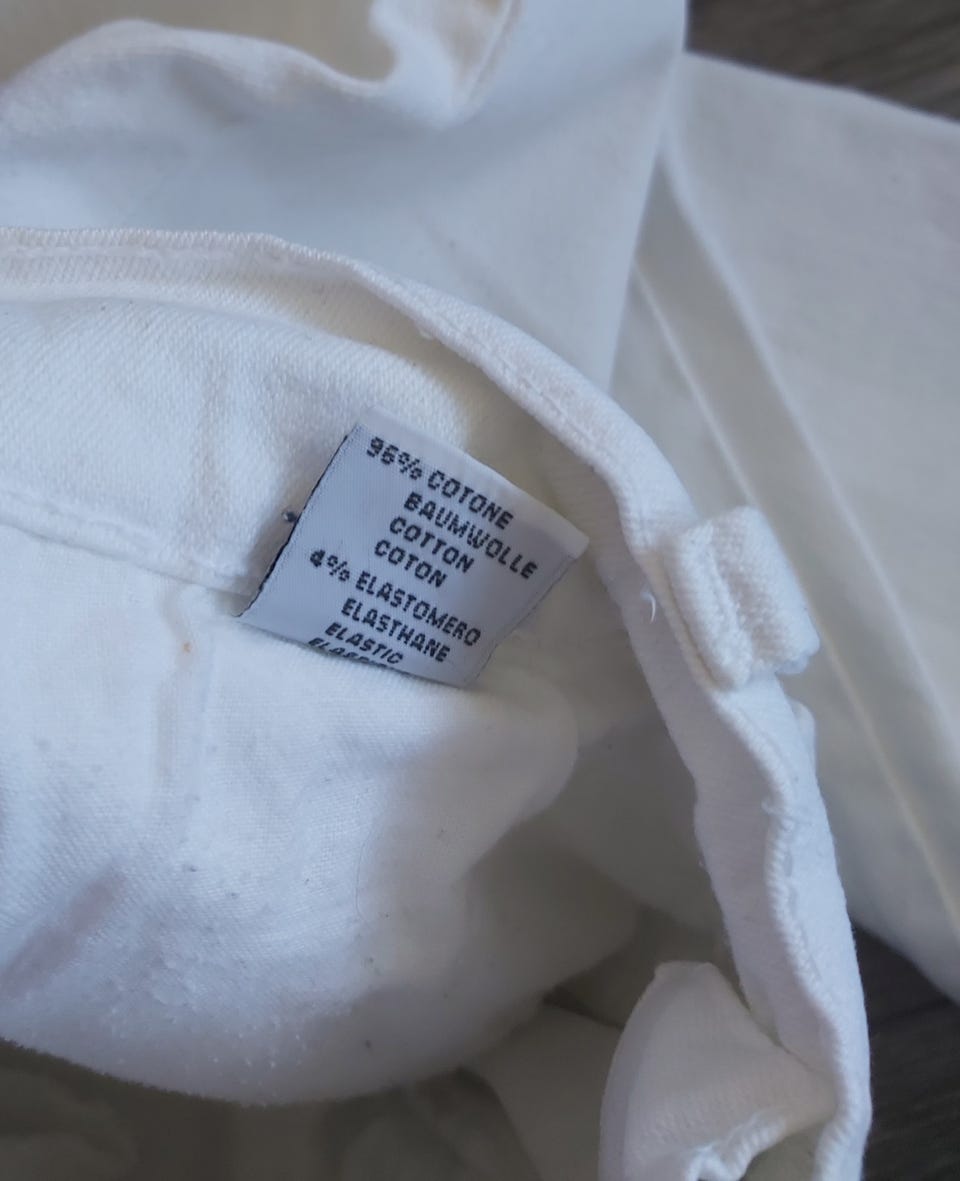 96% COTONE
BAUMWOLLE
COTTON
COTON
4% ELASTOMERO
ELASTHANE
ELASTIC